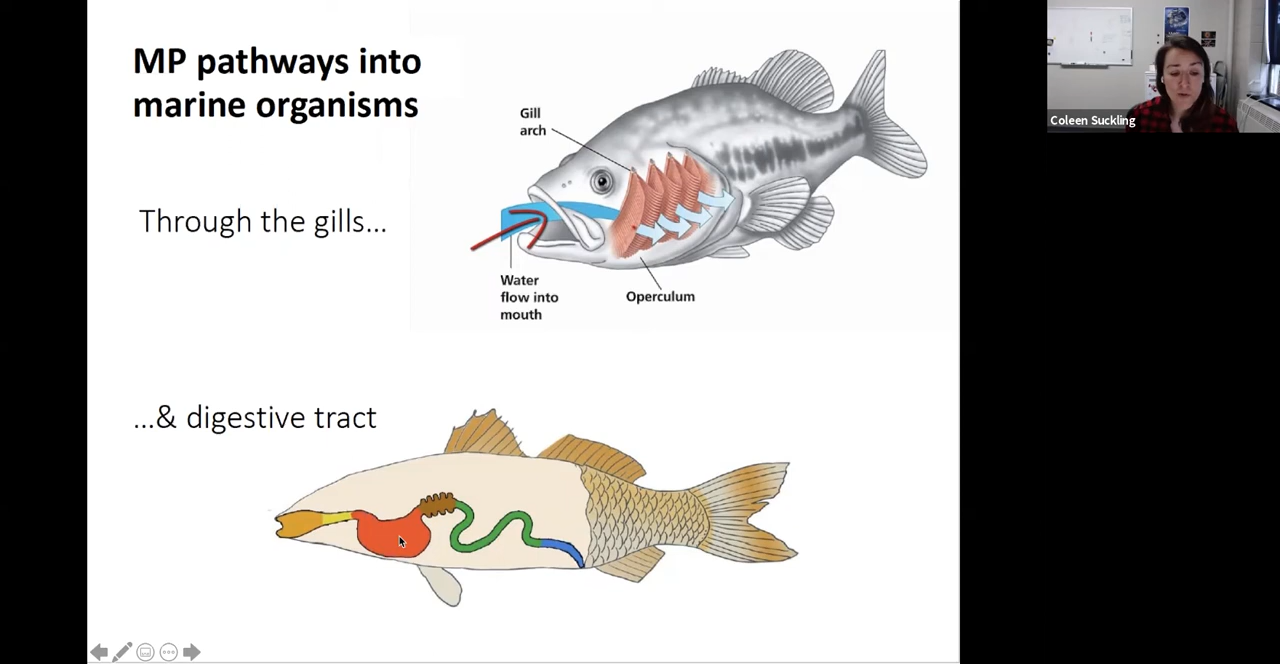 MP pathways into
marine organisms
Gill
arch
Through the gills...
Water
flow into
mouth
Operculum
...& digestive tract
Coleen Suckling